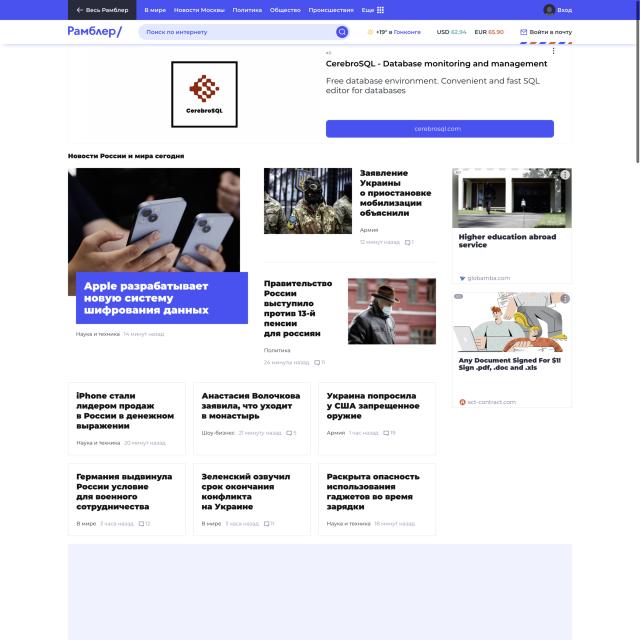 ← Весь Рамблер В мире Новости Москвы Политика Общество Происшествия Еще Вход
Рамблер/ Поиск по интернету +19° в Гонконге USD 62.94 EUR 65.90 Войти в почту
CerebroSQL - Database monitoring and management
Free database environment. Convenient and fast SQL
editor for databases
CerebroSQL
cerebrosql.com
Новости России и мира сегодня
Apple разрабатывает
новую систему
шифрования данных
Наука и техника 14 минут назад
Заявление
Украины
о приостановке
мобилизации
объяснили
Армия
12 минут назад 1
Правительство
России
выступило
против 13-й
пенсии
для россиян
Политика
26 минут назад 11
Higher education abroad
service
globamba.com
Any Document Signed For $1!
Sign .pdf, .doc and .xls
act-contract.com
iPhone стали
лидером продаж
в России в денежном
выражении
Наука и техника 20 минут назад
Анастасия Волочкова
заявила, что уходит
в монастырь
Шоу-бизнес 21 минуту назад 5
Украина попросила
у США запрещенное
оружие
Армия 1 час назад 19
Германия выдвинула
России условие
для военного
сотрудничества
В мире 3 часа назад 12
Зеленский озвучил
срок окончания
конфликта
на Украине
В мире 3 часа назад 11
Раскрыта опасность
использования
гаджетов во время
зарядки
Наука и техника 18 минут назад